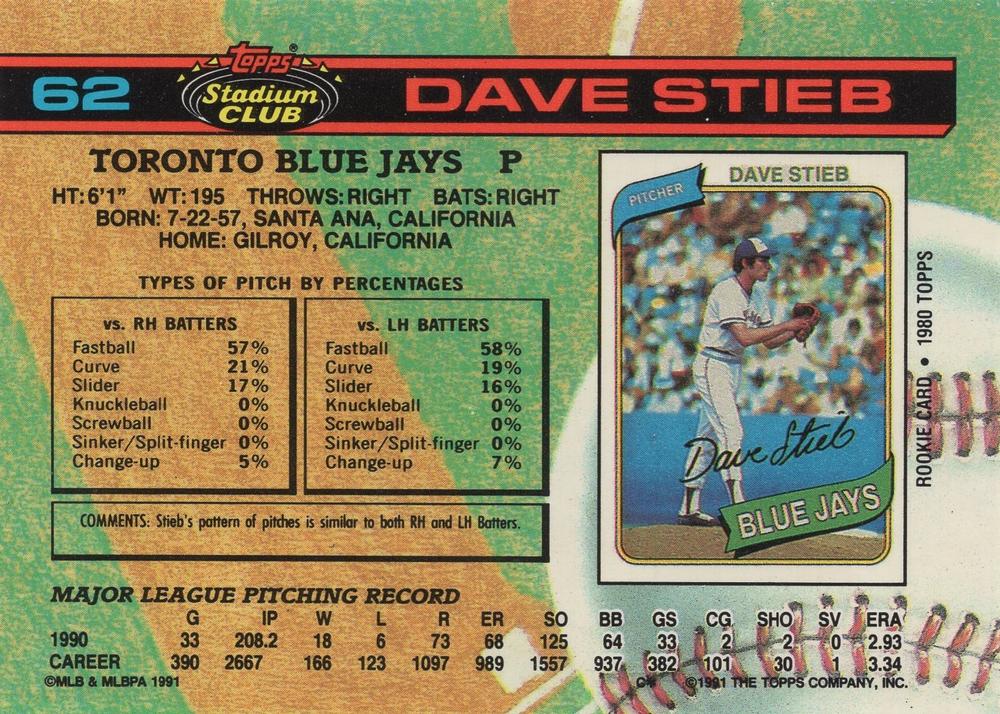 62
Topps®
Stadium
CLUB
DAVE STIEB
TORONTO BLUE JAYS P
HT:6'1" WT:195 THROWS:RIGHT BATS:RIGHT
BORN: 7-22-57, SANTA ANA, CALIFORNIA
HOME: GILROY, CALIFORNIA
TYPES OF PITCH BY PERCENTAGES
vs. RH BATTERS
Fastball 57%
Curve 21%
Slider 17%
Knuckleball 0%
Screwball 0%
Sinker/Split-finger 0%
Change-up 5%
vs. LH BATTERS
Fastball 58%
Curve 19%
Slider 16%
Knuckleball 0%
Screwball 0%
Sinker/Split-finger 0%
Change-up 7%
COMMENTS: Stieb's pattern of pitches is similar to both RH and LH Batters.
PITCHER
DAVE STIEB
Dave Stieb
BLUE JAYS
ROOKIE CARD • 1980 TOPPS
MAJOR LEAGUE PITCHING RECORD
G IP W L R ER SO BB GS CG SHO SV ERA
1990 33 208.2 18 6 73 68 125 64 33 2 2 0 2.93
CAREER 390 2667 166 123 1097 989 1557 937 382 101 30 1 3.34
©MLB & MLBPA 1991 ©1991 THE TOPPS COMPANY, INC.